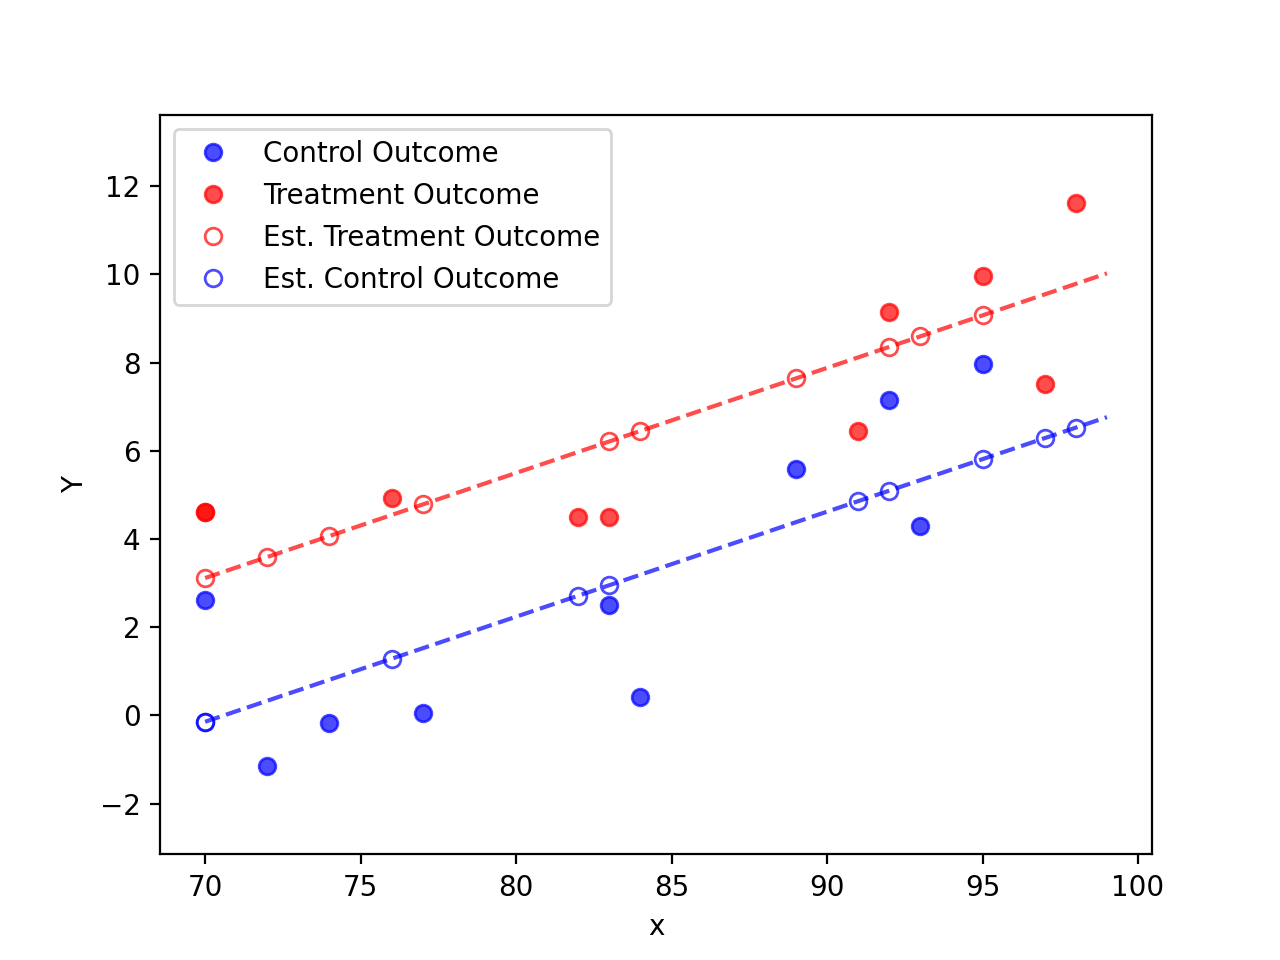 Control Outcome
Treatment Outcome
Est. Treatment Outcome
Est. Control Outcome
12
10
8
6
4
2
0
−2
Y
70 75 80 85 90 95 100
x